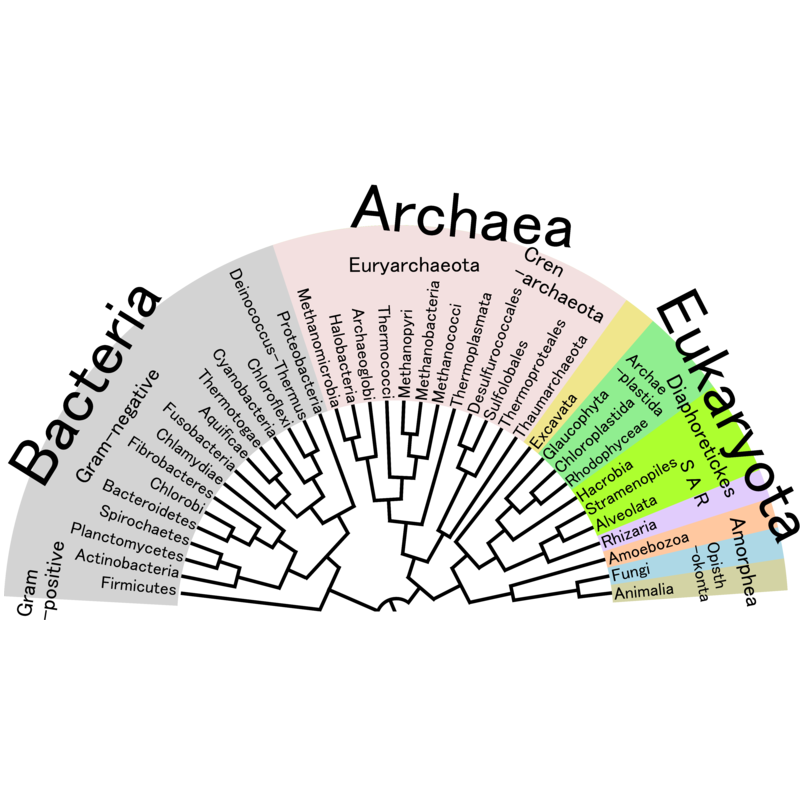 Bacteria
Archaea
Eukaryota
Gram
-positive
Gram-negative
Euryarchaeota
Cren
-archaeota
Archae
-plastida
Diaphoretickes
S A R
Amorphea
Opisth
-okonta
Firmicutes
Actinobacteria
Planctomycetes
Spirochaetes
Bacteroidetes
Chlorobi
Fibrobacteres
Chlamydiae
Fusobacteria
Aquificae
Thermotogae
Cyanobacteria
Chloroflexi
Deinococcus-Thermus
Proteobacteria
Methanomicrobia
Halobacteria
Archaeoglobi
Thermococci
Methanopyri
Methanobacteria
Methanococci
Thermoplasmata
Desulfurococcales
Sulfolobales
Thermoproteales
Thaumarchaeota
Excavata
Glaucophyta
Chloroplastida
Rhodophyceae
Hacrobia
Stramenopiles
Alveolata
Rhizaria
Amoebozoa
Fungi
Animalia